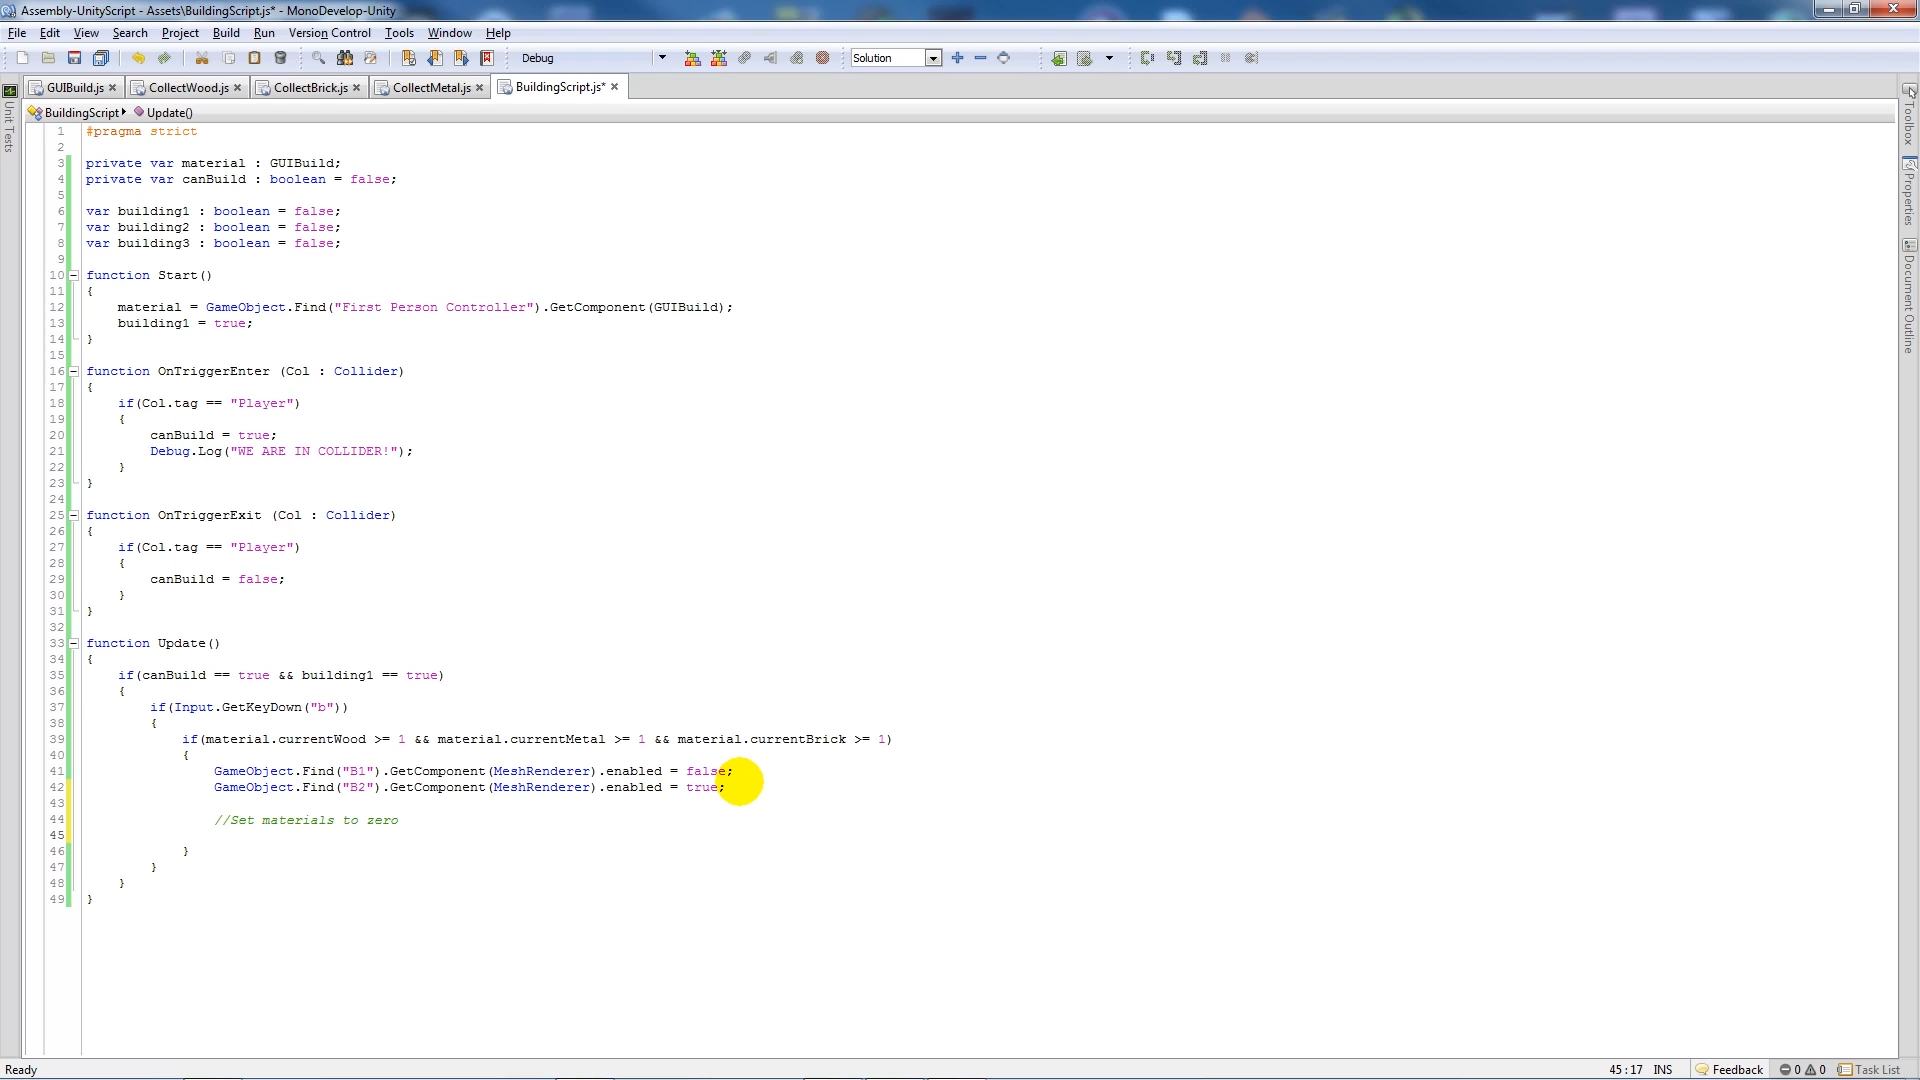 Assembly-UnityScript - Assets\BuildingScript.js* - MonoDevelop-Unity
File Edit View Search Project Build Run Version Control Tools Window Help
Debug Solution
GUIBuild.js CollectWood.js CollectBrick.js CollectMetal.js BuildingScript.js*
BuildingScript Update()
Unit Tests
Toolbox
Properties
Document Outline
1 #pragma strict
2
3 private var material : GUIBuild;
4 private var canBuild : boolean = false;
5
6 var building1 : boolean = false;
7 var building2 : boolean = false;
8 var building3 : boolean = false;
9
10 function Start()
11 {
12 material = GameObject.Find("First Person Controller").GetComponent(GUIBuild);
13 building1 = true;
14 }
15
16 function OnTriggerEnter (Col : Collider)
17 {
18 if(Col.tag == "Player")
19 {
20 canBuild = true;
21 Debug.Log("WE ARE IN COLLIDER!");
22 }
23 }
24
25 function OnTriggerExit (Col : Collider)
26 {
27 if(Col.tag == "Player")
28 {
29 canBuild = false;
30 }
31 }
32
33 function Update()
34 {
35 if(canBuild == true && building1 == true)
36 {
37 if(Input.GetKeyDown("b"))
38 {
39 if(material.currentWood >= 1 && material.currentMetal >= 1 && material.currentBrick >= 1)
40 {
41 GameObject.Find("B1").GetComponent(MeshRenderer).enabled = false;
42 GameObject.Find("B2").GetComponent(MeshRenderer).enabled = true;
43
44 //Set materials to zero
45
46 }
47 }
48 }
49 }
Ready 45 : 17 INS Feedback 0 0 Task List